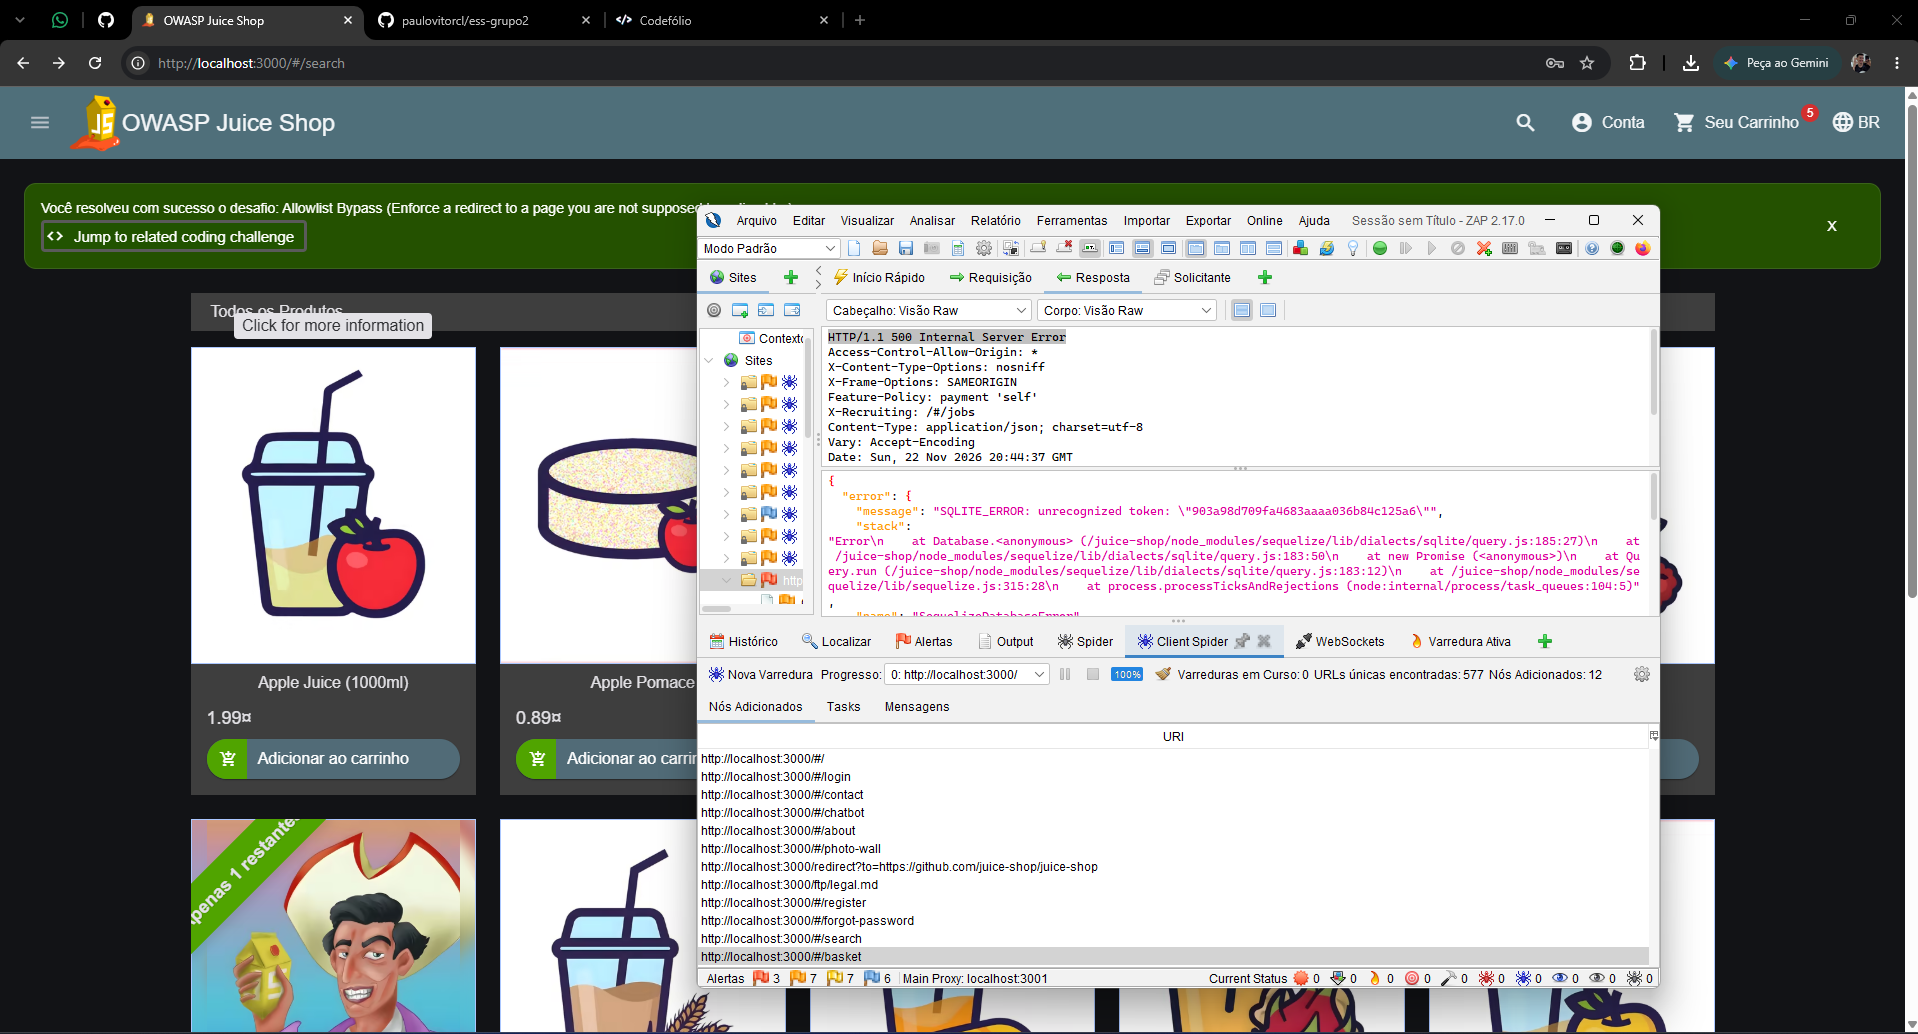 OWASP Juice Shop
paulovitorcl/ess-grupo2
Codefólio
http://localhost:3000/#/search
Peça ao Gemini
OWASP Juice Shop
Conta
Seu Carrinho
5
BR
Você resolveu com sucesso o desafio: Allowlist Bypass (Enforce a redirect to a page you are not supposed
Jump to related coding challenge
X
Todos os Produtos
Click for more information
Apple Juice (1000ml)
1.99¤
Adicionar ao carrinho
Apple Pomace
0.89¤
Adicionar ao carrin
Apenas 1 restante
Arquivo Editar Visualizar Analisar Relatório Ferramentas Importar Exportar Online Ajuda Sessão sem Título - ZAP 2.17.0
Modo Padrão
Sites
Início Rápido
Requisição
Resposta
Solicitante
Cabeçalho: Visão Raw
Corpo: Visão Raw
Contexto
Sites
http
HTTP/1.1 500 Internal Server Error
Access-Control-Allow-Origin: *
X-Content-Type-Options: nosniff
X-Frame-Options: SAMEORIGIN
Feature-Policy: payment 'self'
X-Recruiting: /#/jobs
Content-Type: application/json; charset=utf-8
Vary: Accept-Encoding
Date: Sun, 22 Nov 2026 20:44:37 GMT
{
"error": {
"message": "SQLITE_ERROR: unrecognized token: \"903a98d709fa4683aaaa036b84c125a6\"",
"stack":
"Error\n    at Database.<anonymous> (/juice-shop/node_modules/sequelize/lib/dialects/sqlite/query.js:185:27)\n    at
/juice-shop/node_modules/sequelize/lib/dialects/sqlite/query.js:183:50\n    at new Promise (<anonymous>)\n    at Qu
ery.run (/juice-shop/node_modules/sequelize/lib/dialects/sqlite/query.js:183:12)\n    at /juice-shop/node_modules/se
quelize/lib/sequelize.js:315:28\n    at process.processTicksAndRejections (node:internal/process/task_queues:104:5)"
,
"name": "SequelizeDatabaseError"
Histórico
Localizar
Alertas
Output
Spider
Client Spider
WebSockets
Varredura Ativa
Nova Varredura Progresso: 0: http://localhost:3000/ 100% Varreduras em Curso: 0 URLs únicas encontradas: 577 Nós Adicionados: 12
Nós Adicionados Tasks Mensagens
URI
http://localhost:3000/#/
http://localhost:3000/#/login
http://localhost:3000/#/contact
http://localhost:3000/#/chatbot
http://localhost:3000/#/about
http://localhost:3000/#/photo-wall
http://localhost:3000/redirect?to=https://github.com/juice-shop/juice-shop
http://localhost:3000/ftp/legal.md
http://localhost:3000/#/register
http://localhost:3000/#/forgot-password
http://localhost:3000/#/search
http://localhost:3000/#/basket
Alertas 3 7 7 6 Main Proxy: localhost:3001
Current Status 0 0 0 0 0 0 0 0 0 0